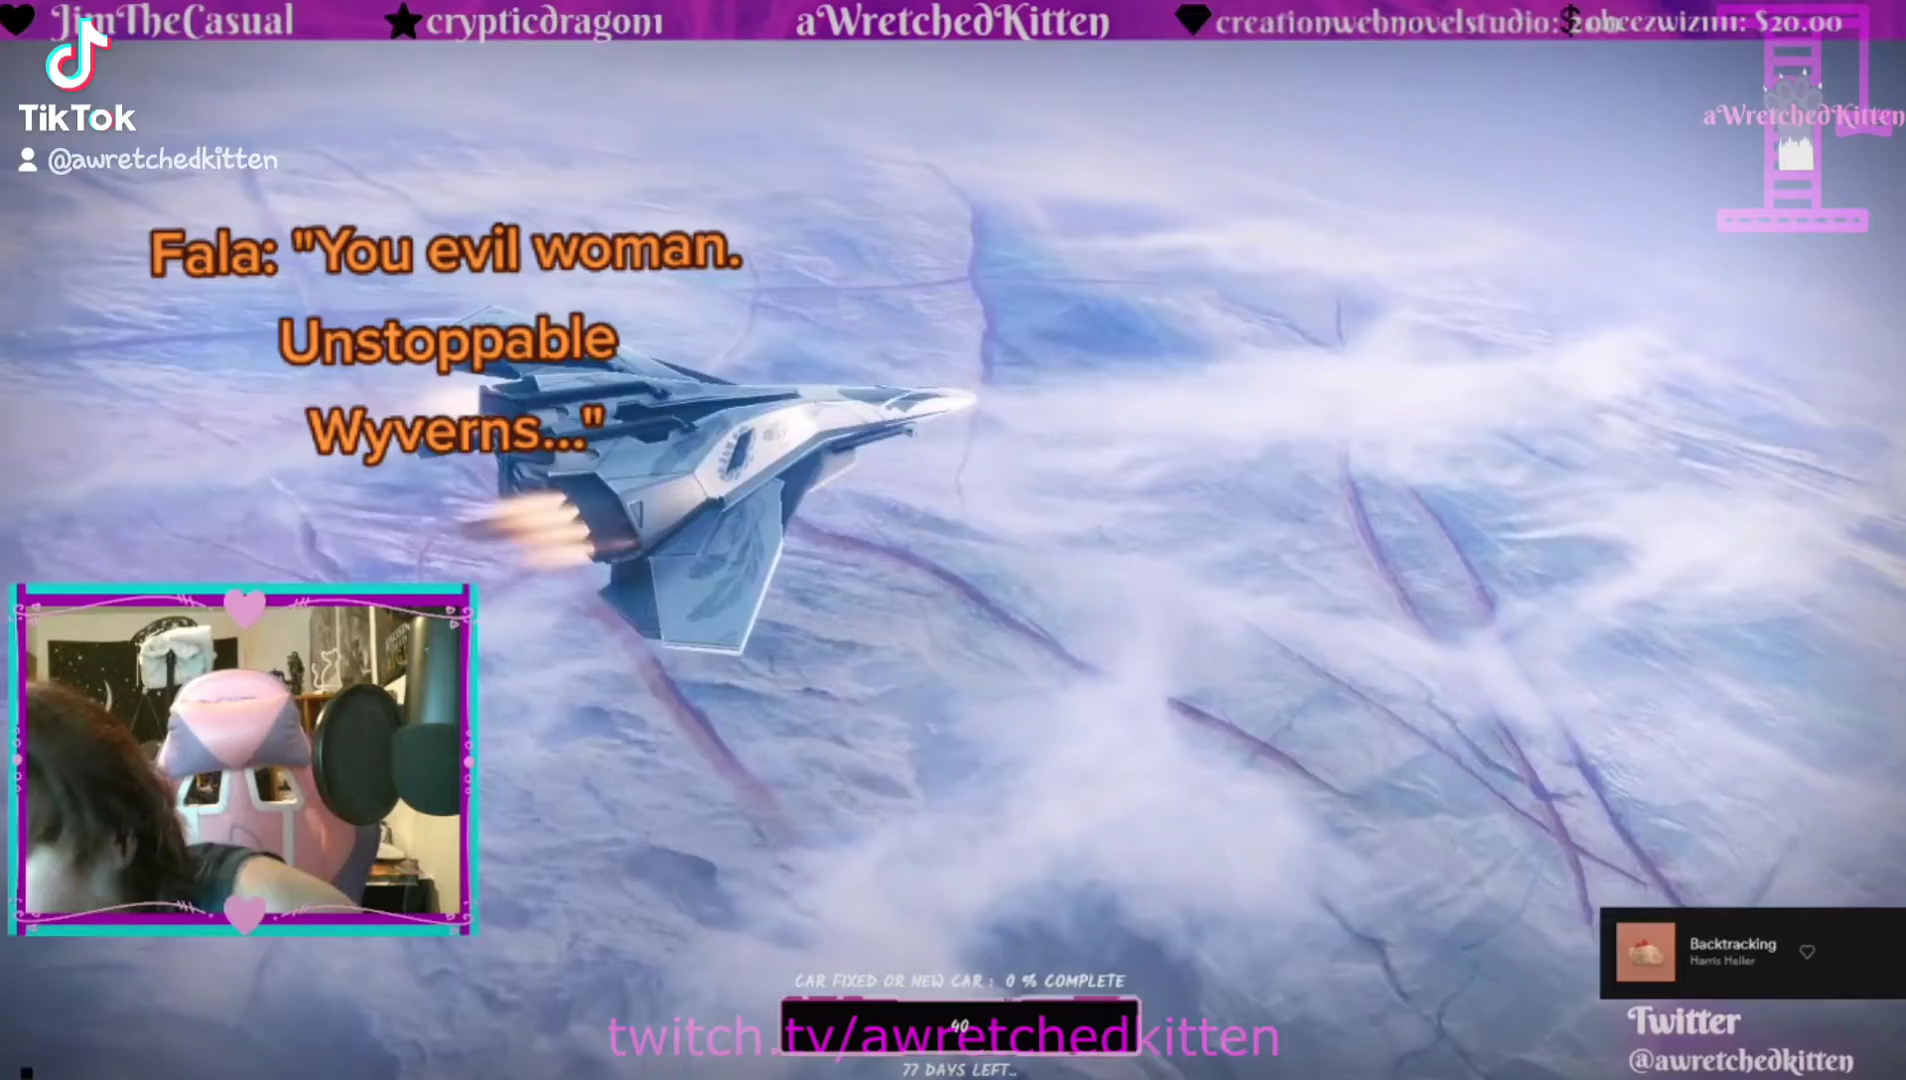 JimTheCasual
crypticdragon1
aWretchedKitten
creationwebnovelstudio:
$20.00
TikTok
@awretchedkitten
aWretchedKitten
Fala: "You evil woman.
Unstoppable
Wyverns..."
Backtracking
Harris Heller
CAR FIXED OR NEW CAR : 0 % COMPLETE
40
twitch.tv/awretchedkitten
77 DAYS LEFT...
Twitter
@awretchedkitten